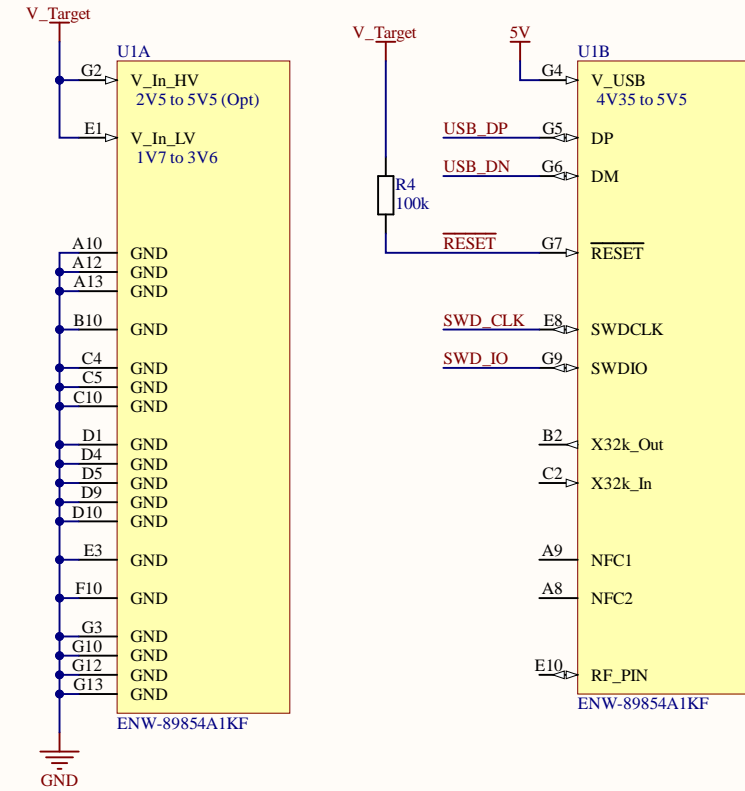 V_Target
U1A
G2
V_In_HV
2V5 to 5V5 (Opt)
E1
V_In_LV
1V7 to 3V6
A10
GND
A12
GND
A13
GND
B10
GND
C4
GND
C5
GND
C10
GND
D1
GND
D4
GND
D5
GND
D9
GND
D10
GND
E3
GND
F10
GND
G3
GND
G10
GND
G12
GND
G13
GND
ENW-89854A1KF
GND
V_Target
R4
100k
5V
U1B
G4
V_USB
4V35 to 5V5
USB_DP
G5
DP
USB_DN
G6
DM
RESET
G7
RESET
SWD_CLK
E8
SWDCLK
SWD_IO
G9
SWDIO
B2
X32k_Out
C2
X32k_In
A9
NFC1
A8
NFC2
E10
RF_PIN
ENW-89854A1KF